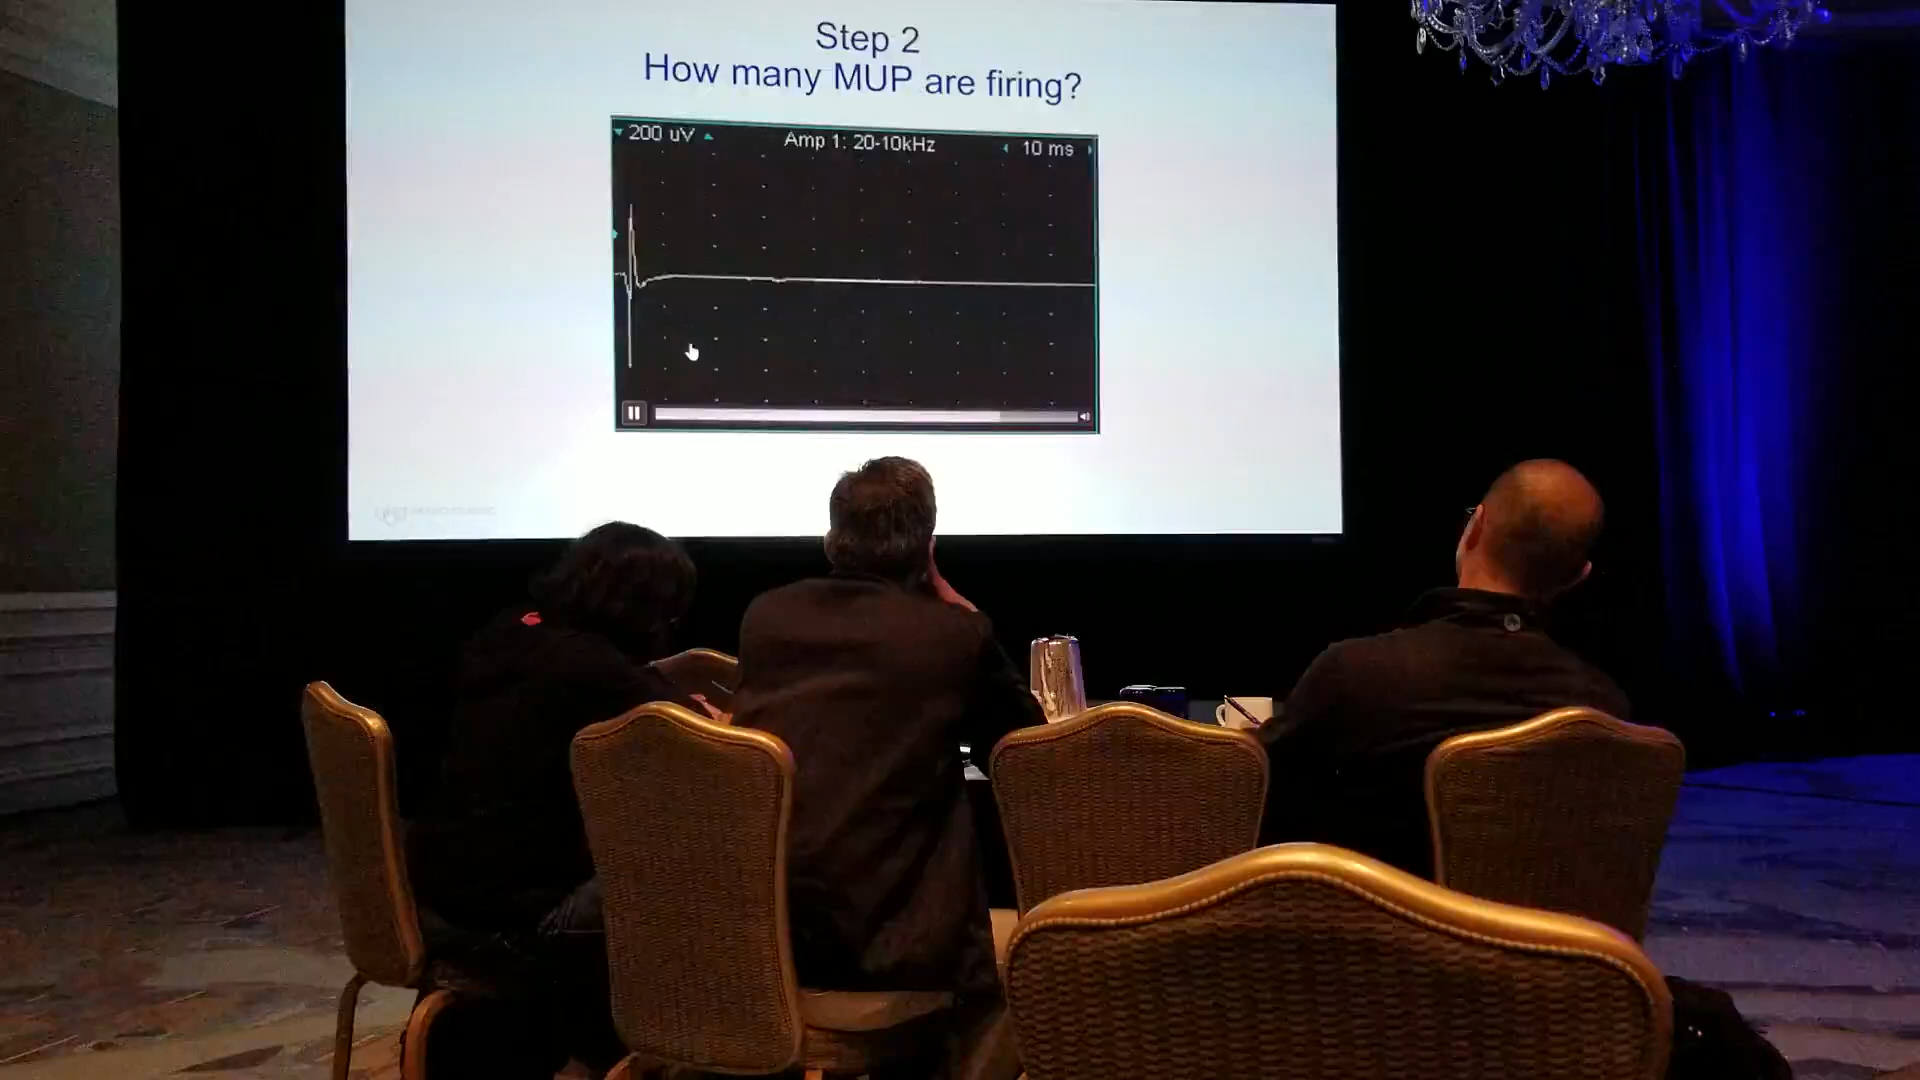 Step 2
How many MUP are firing?
200 uV
Amp 1: 20-10kHz
10 ms